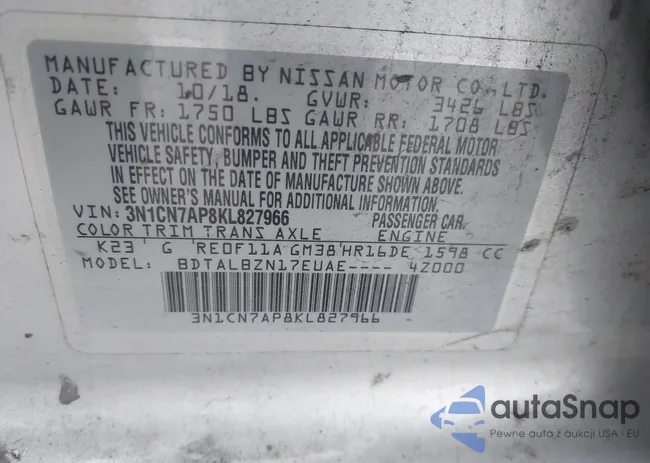 MANUFACTURED BY NISSAN MOTOR CO.,LTD.
DATE: 10/18. GVWR: 3426 LBS
GAWR FR: 1750 LBS GAWR RR: 1708 LBS
THIS VEHICLE CONFORMS TO ALL APPLICABLE FEDERAL MOTOR
VEHICLE SAFETY, BUMPER AND THEFT PREVENTION STANDARDS
IN EFFECT ON THE DATE OF MANUFACTURE SHOWN ABOVE.
SEE OWNER'S MANUAL FOR ADDITIONAL INFORMATION.
VIN: 3N1CN7AP8KL827966 PASSENGER CAR
COLOR TRIM TRANS AXLE ENGINE
K23 G RE0F11A GM38 HR16DE 1598 CC
MODEL: BDTALBZN17EUAE---- 4Z000
3N1CN7AP8KL827966
autaSnap
Pewne auta z aukcji USA i EU